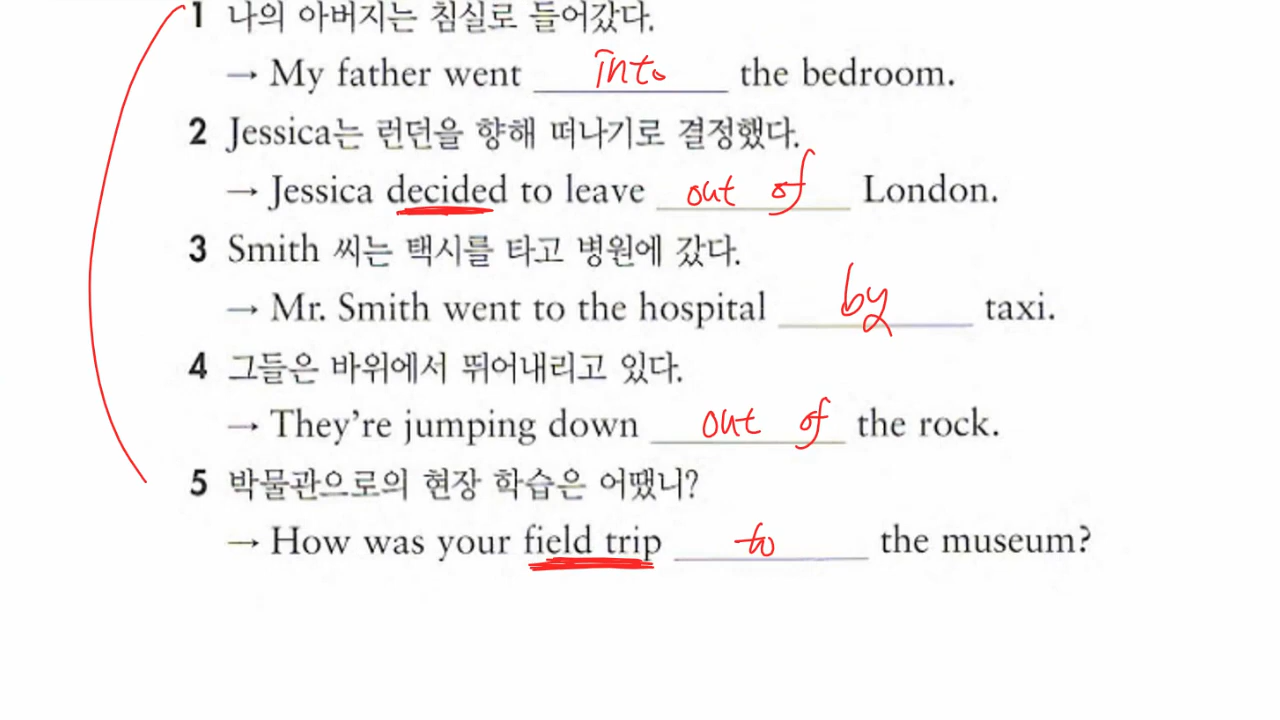 1 나의 아버지는 침실로 들어갔다.
→ My father went into the bedroom.
2 Jessica는 런던을 향해 떠나기로 결정했다.
→ Jessica decided to leave out of London.
3 Smith 씨는 택시를 타고 병원에 갔다.
→ Mr. Smith went to the hospital by taxi.
4 그들은 바위에서 뛰어내리고 있다.
→ They're jumping down out of the rock.
5 박물관으로의 현장 학습은 어땠니?
→ How was your field trip to the museum?